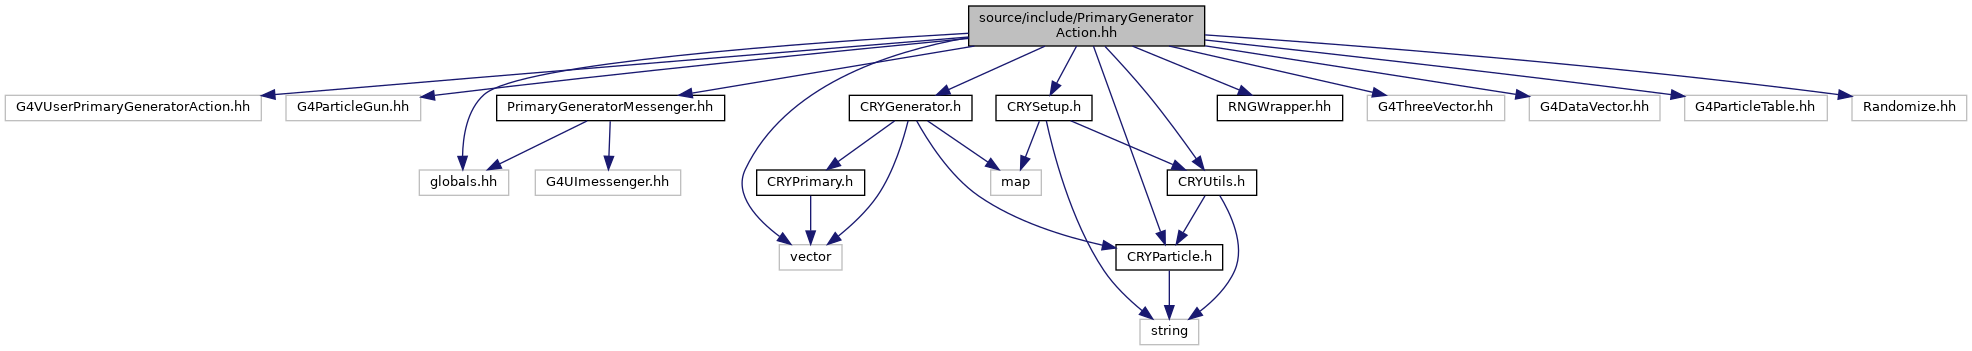 source/include/PrimaryGenerator
Action.hh
G4VUserPrimaryGeneratorAction.hh
G4ParticleGun.hh
PrimaryGeneratorMessenger.hh
CRYGenerator.h
CRYSetup.h
RNGWrapper.hh
G4ThreeVector.hh
G4DataVector.hh
G4ParticleTable.hh
Randomize.hh
globals.hh
G4UImessenger.hh
CRYPrimary.h
map
CRYUtils.h
vector
CRYParticle.h
string